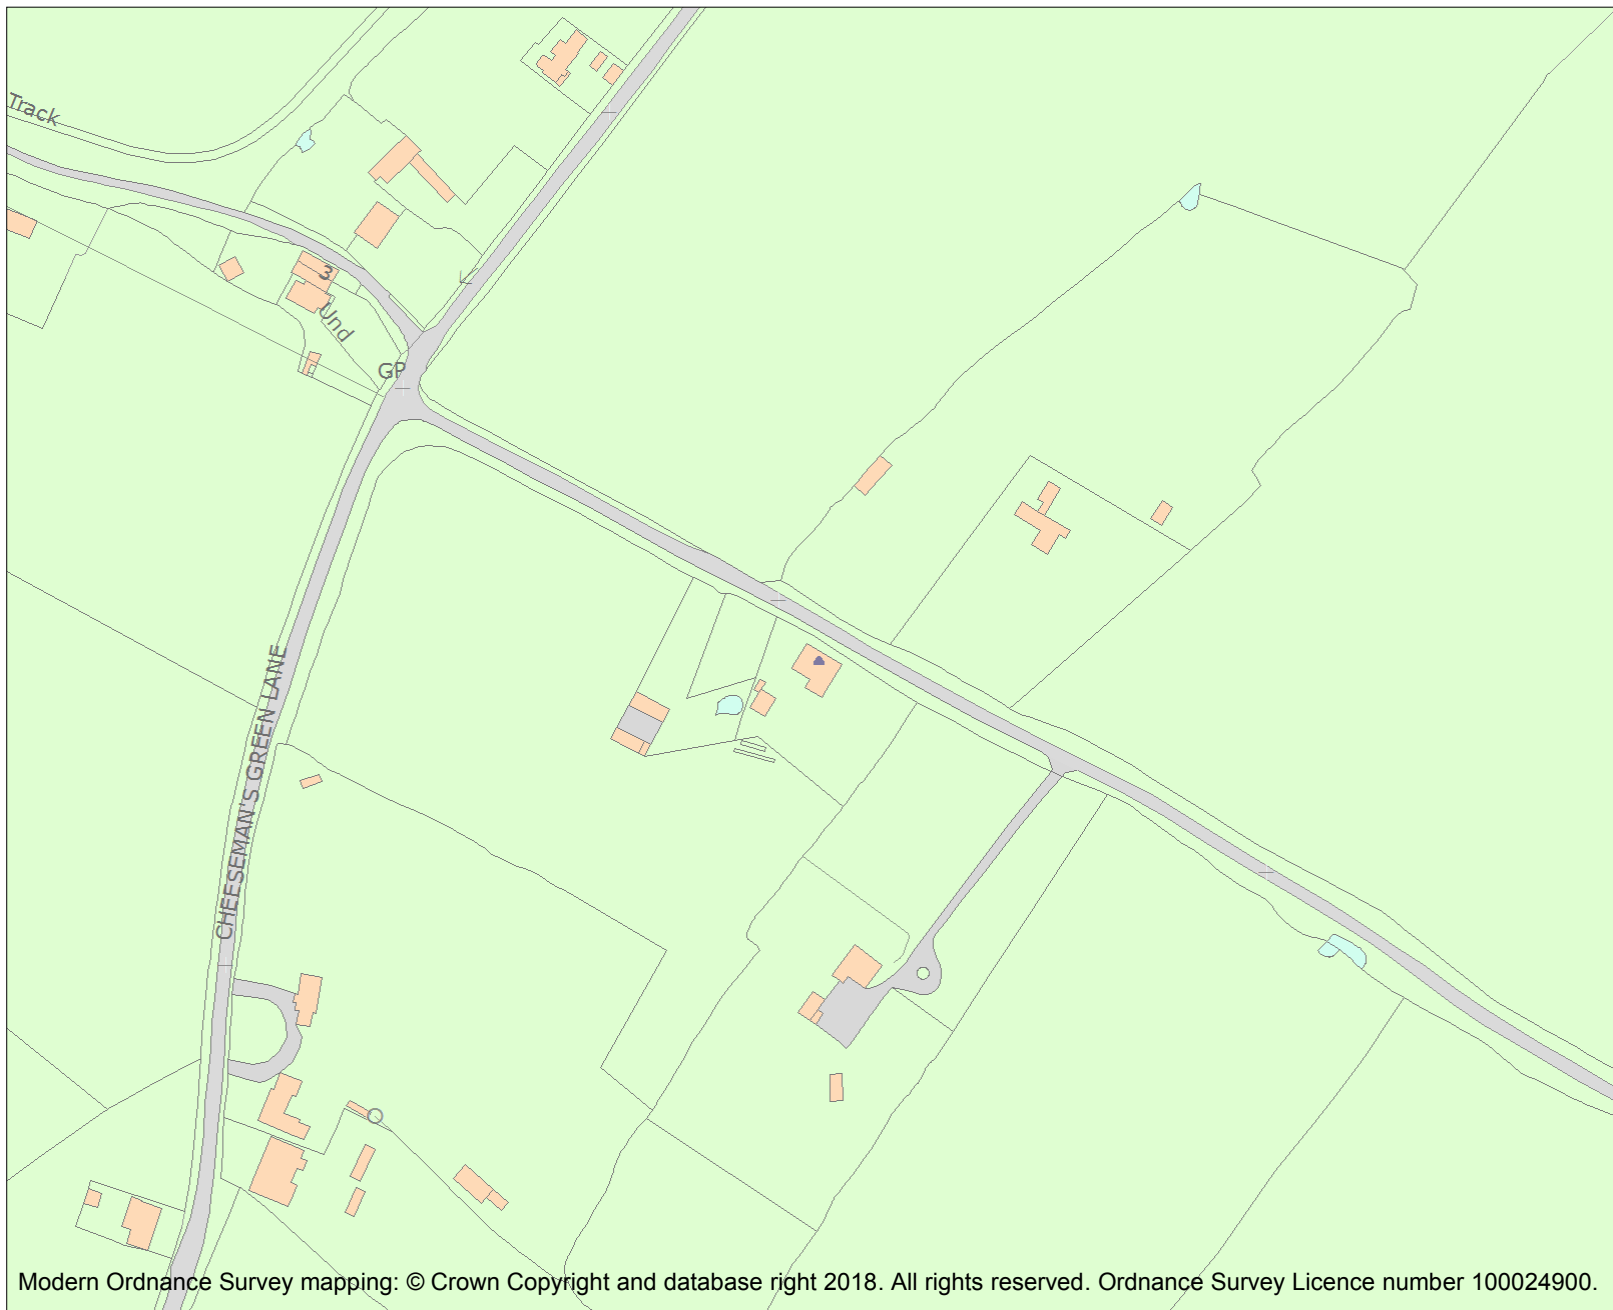 Track
3
Und
GP
CHEESEMAN'S GREEN LANE
Modern Ordnance Survey mapping: © Crown Copyright and database right 2018. All rights reserved. Ordnance Survey Licence number 100024900.